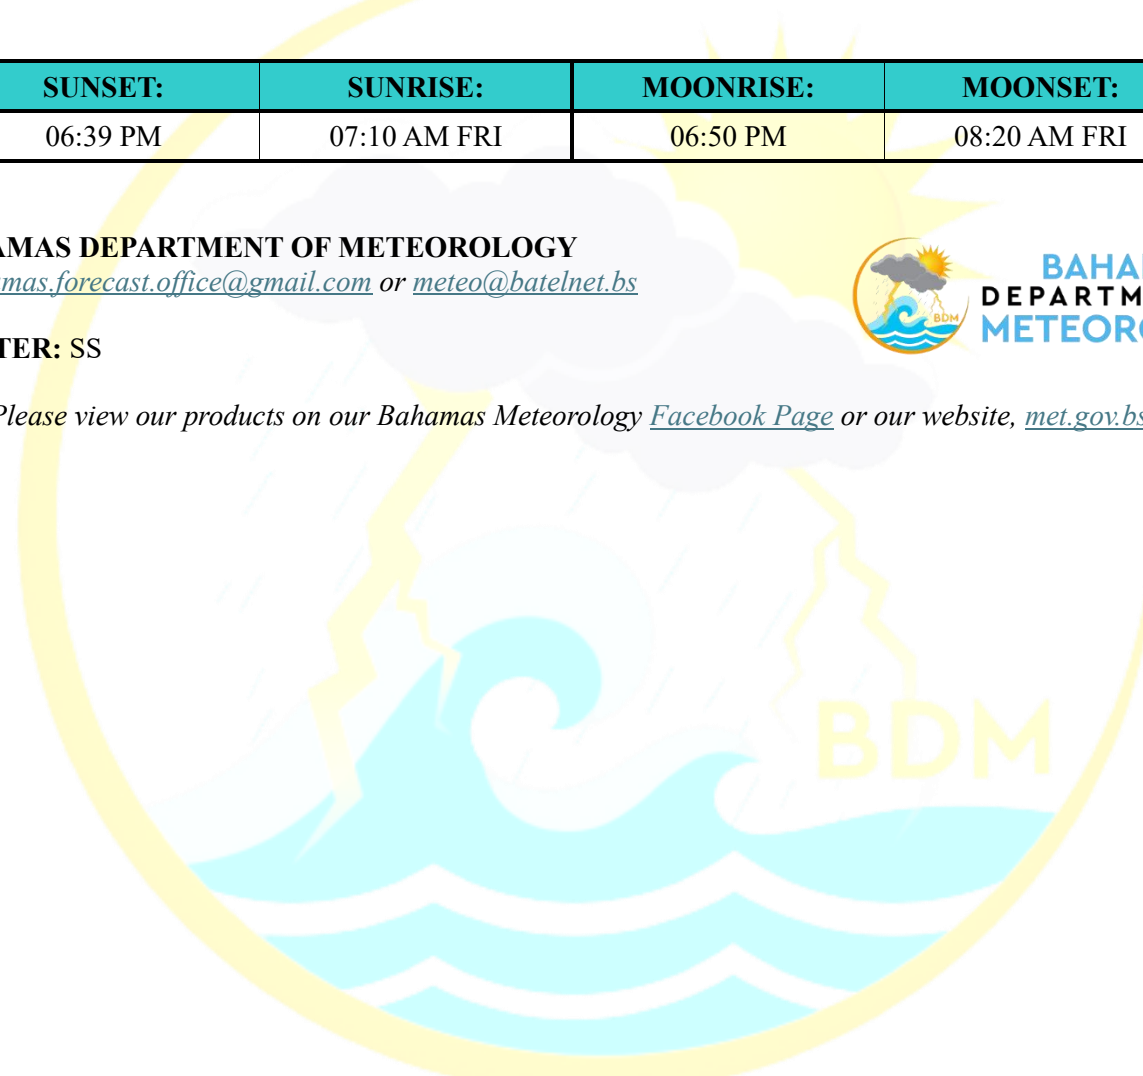 SUNSET: SUNRISE: MOONRISE: MOONSET:
06:39 PM 07:10 AM FRI 06:50 PM 08:20 AM FRI
AMAS DEPARTMENT OF METEOROLOGY
mas.forecast.office@gmail.com or meteo@batelnet.bs
BAHA
DEPARTM
METEORO
BDM
TER: SS
Please view our products on our Bahamas Meteorology Facebook Page or our website, met.gov.bs
BDM